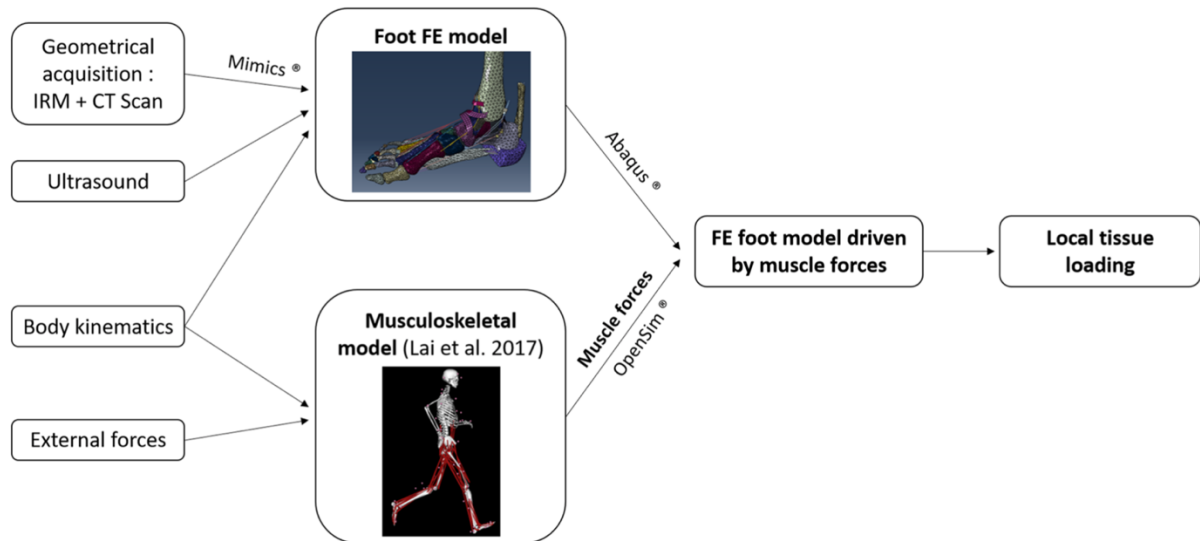 Geometrical
acquisition :
IRM + CT Scan
Mimics ®
Foot FE model
Ultrasound
Abaqus ®
FE foot model driven
by muscle forces
Local tissue
loading
Body kinematics
Musculoskeletal
model (Lai et al. 2017)
Muscle forces
OpenSim ®
External forces